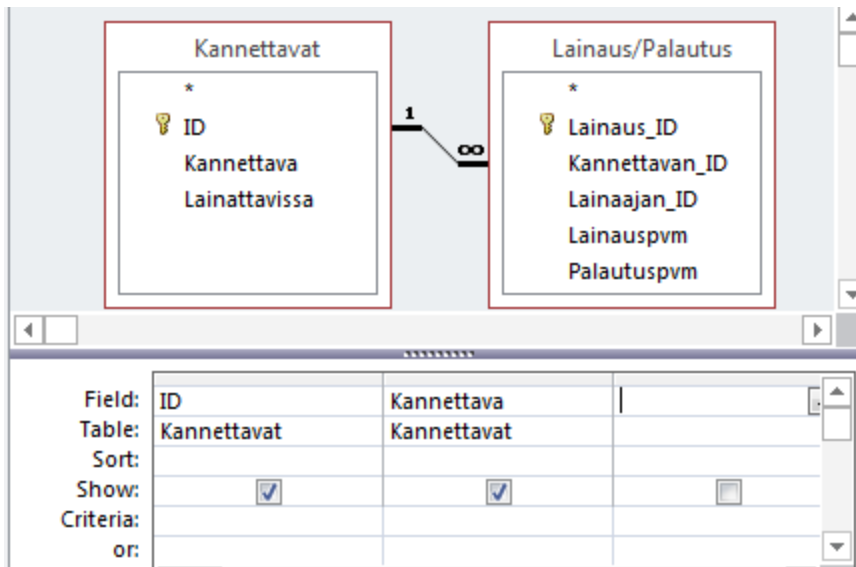 Kannettavat
*
ID
Kannettava
Lainattavissa
1
∞
Lainaus/Palautus
*
Lainaus_ID
Kannettavan_ID
Lainaajan_ID
Lainauspvm
Palautuspvm
Field: ID Kannettava
Table: Kannettavat Kannettavat
Sort:
Show:
Criteria:
or: